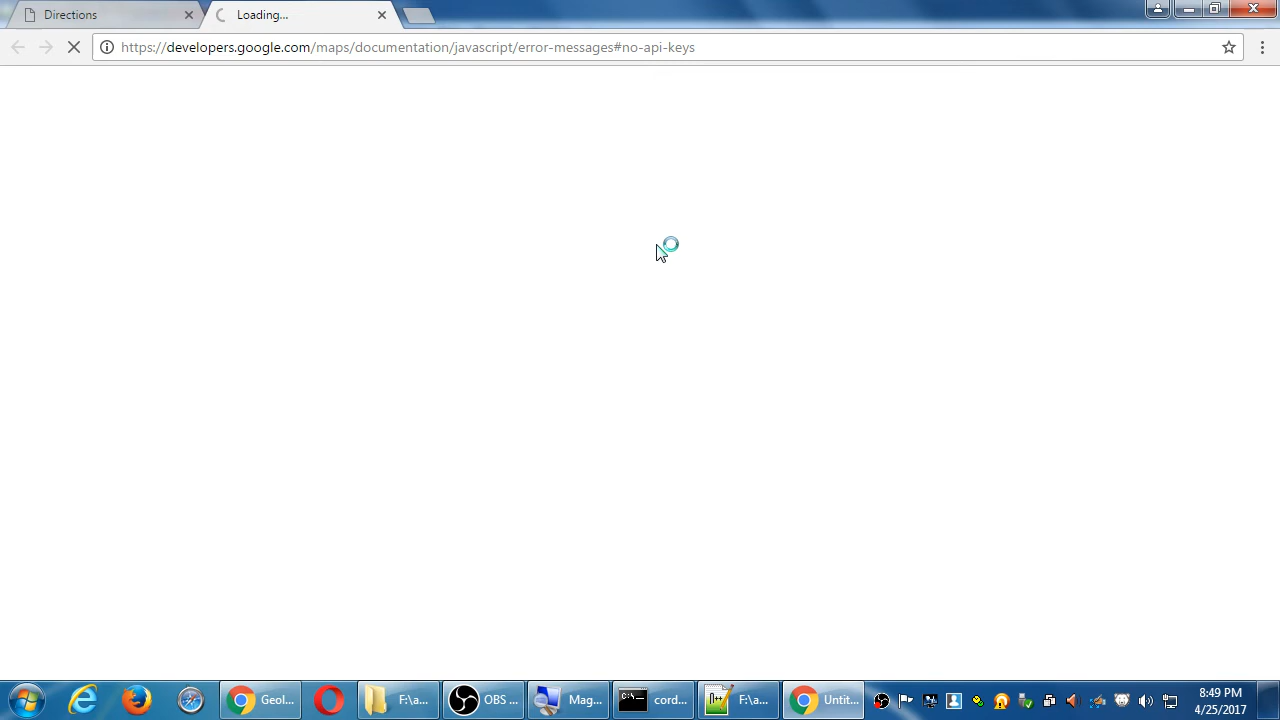 Directions
Loading...
https://developers.google.com/maps/documentation/javascript/error-messages#no-api-keys
Geol...
F:\a...
OBS ...
Mag...
C:\-
cord...
F:\a...
Untit...
8:49 PM
4/25/2017